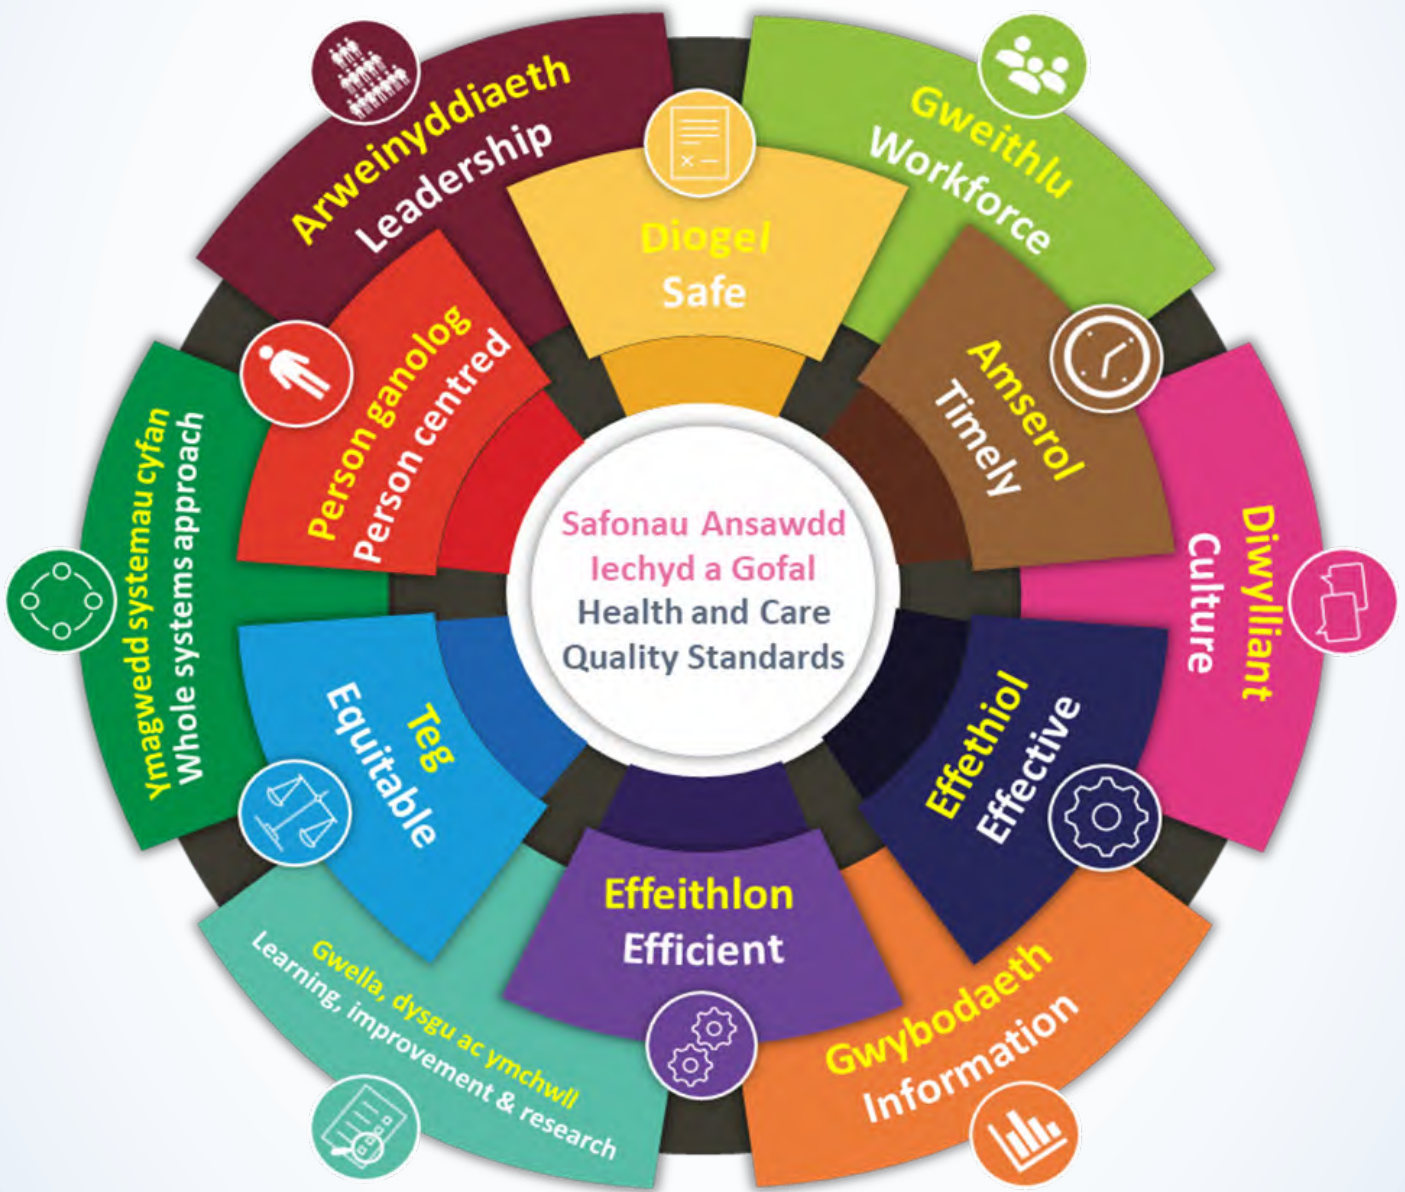 Safonau Ansawdd
Iechyd a Gofal
Health and Care
Quality Standards
Diogel
Safe
Amserol
Timely
Effethiol
Effective
Effeithlon
Efficient
Teg
Equitable
Person ganolog
Person centred
Arweinyddiaeth
Leadership
Gweithlu
Workforce
Diwylliant
Culture
Gwybodaeth
Information
Gwella, dysgu ac ymchwll
Learning, improvement & research
Ymagwedd systemau cyfan
Whole systems approach